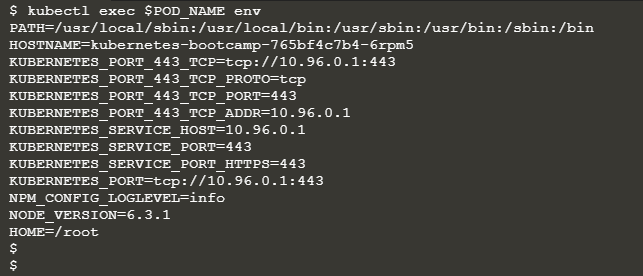 $ kubectl exec $POD_NAME env
PATH=/usr/local/sbin:/usr/local/bin:/usr/sbin:/usr/bin:/sbin:/bin
HOSTNAME=kubernetes-bootcamp-765bf4c7b4-6rpm5
KUBERNETES_PORT_443_TCP=tcp://10.96.0.1:443
KUBERNETES_PORT_443_TCP_PROTO=tcp
KUBERNETES_PORT_443_TCP_PORT=443
KUBERNETES_PORT_443_TCP_ADDR=10.96.0.1
KUBERNETES_SERVICE_HOST=10.96.0.1
KUBERNETES_SERVICE_PORT=443
KUBERNETES_SERVICE_PORT_HTTPS=443
KUBERNETES_PORT=tcp://10.96.0.1:443
NPM_CONFIG_LOGLEVEL=info
NODE_VERSION=6.3.1
HOME=/root
$
$